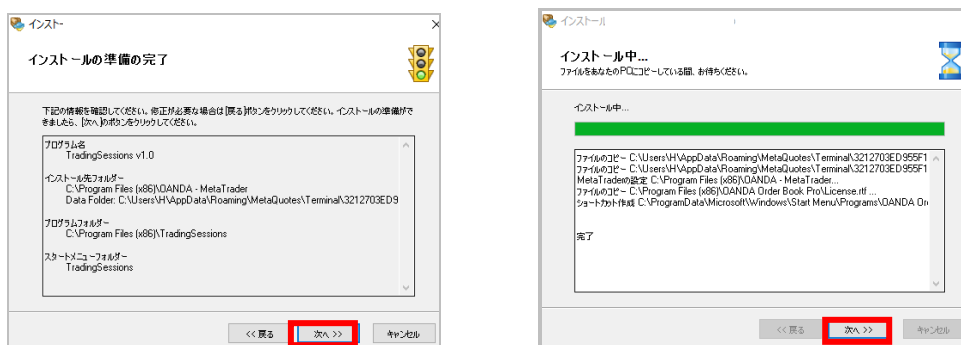 インスト-
インストールの準備の完了
下記の情報を確認してください。修正が必要な場合は[戻る]ボタンをクリックしてください。インストールの準備がで
きましたら、[次へ]のボタンをクリックしてください。
プログラム名
TradingSessions v1.0
インストール先フォルダー
C:\Program Files (x86)\OANDA - MetaTrader
Data Folder: C:\Users\H\AppData\Roaming\MetaQuotes\Terminal\3212703ED9
プログラムフォルダー
C:\Program Files (x86)\TradingSessions
スタートメニューフォルダー
TradingSessions
<< 戻る
次へ >>
キャンセル
インストール
インストール中...
ファイルをあなたのPCにコピーしている間、お待ちください。
インストール中...
ファイルのコピー C:\Users\H\AppData\Roaming\MetaQuotes\Terminal\3212703ED955F1
ファイルのコピー C:\Users\H\AppData\Roaming\MetaQuotes\Terminal\3212703ED955F1
MetaTraderの設定 C:\Program Files (x86)\OANDA - MetaTrader...
ファイルのコピー C:\Program Files (x86)\OANDA Order Book Pro\License.rtf ...
ショートカット作成 C:\ProgramData\Microsoft\Windows\Start Menu\Programs\OANDA Or
完了
<< 戻る
次へ >>
キャンセル